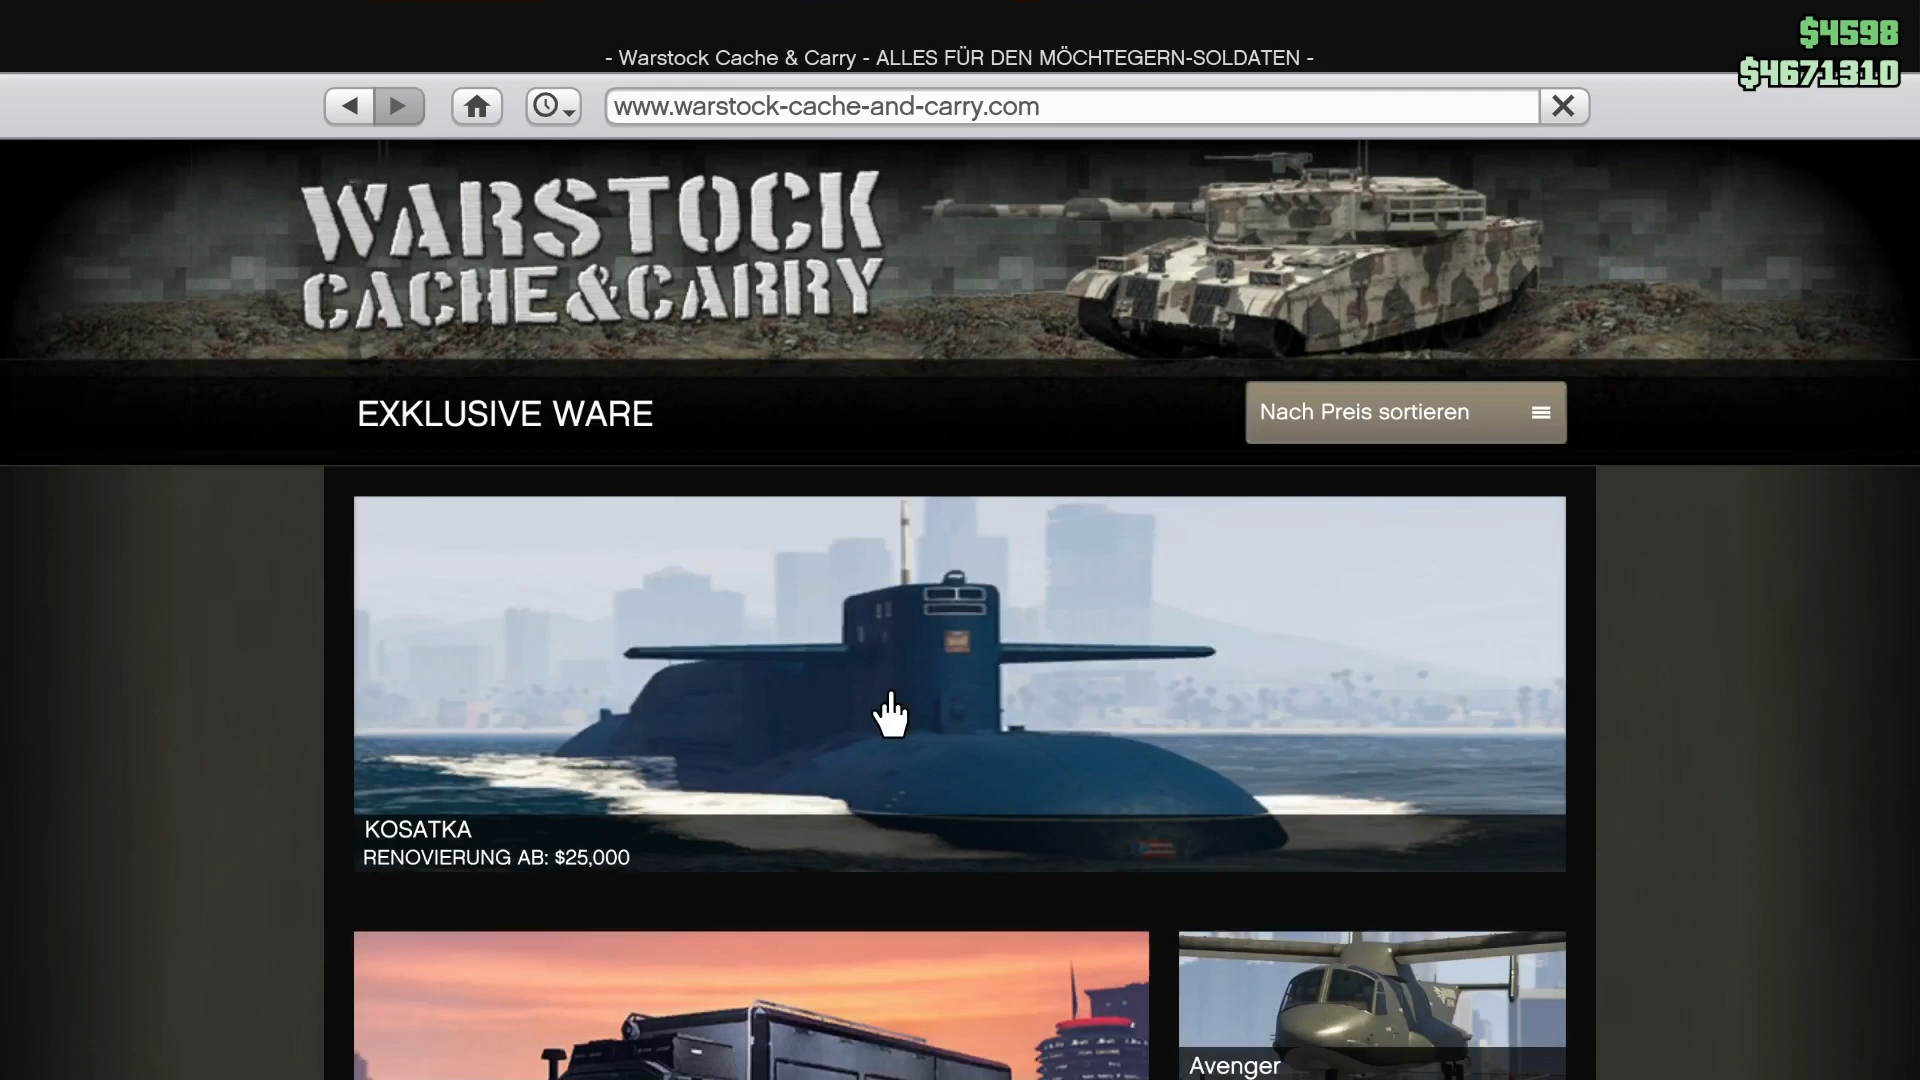 $4598
- Warstock Cache & Carry - ALLES FÜR DEN MÖCHTEGERN-SOLDATEN -
$4671310
www.warstock-cache-and-carry.com
WARSTOCK
CACHE & CARRY
EXKLUSIVE WARE
Nach Preis sortieren
KOSATKA
RENOVIERUNG AB: $25,000
Avenger